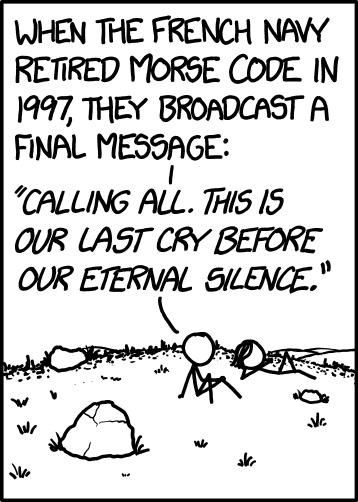 WHEN THE FRENCH NAVY
RETIRED MORSE CODE IN
1997, THEY BROADCAST A
FINAL MESSAGE:
"CALLING ALL. THIS IS
OUR LAST CRY BEFORE
OUR ETERNAL SILENCE."